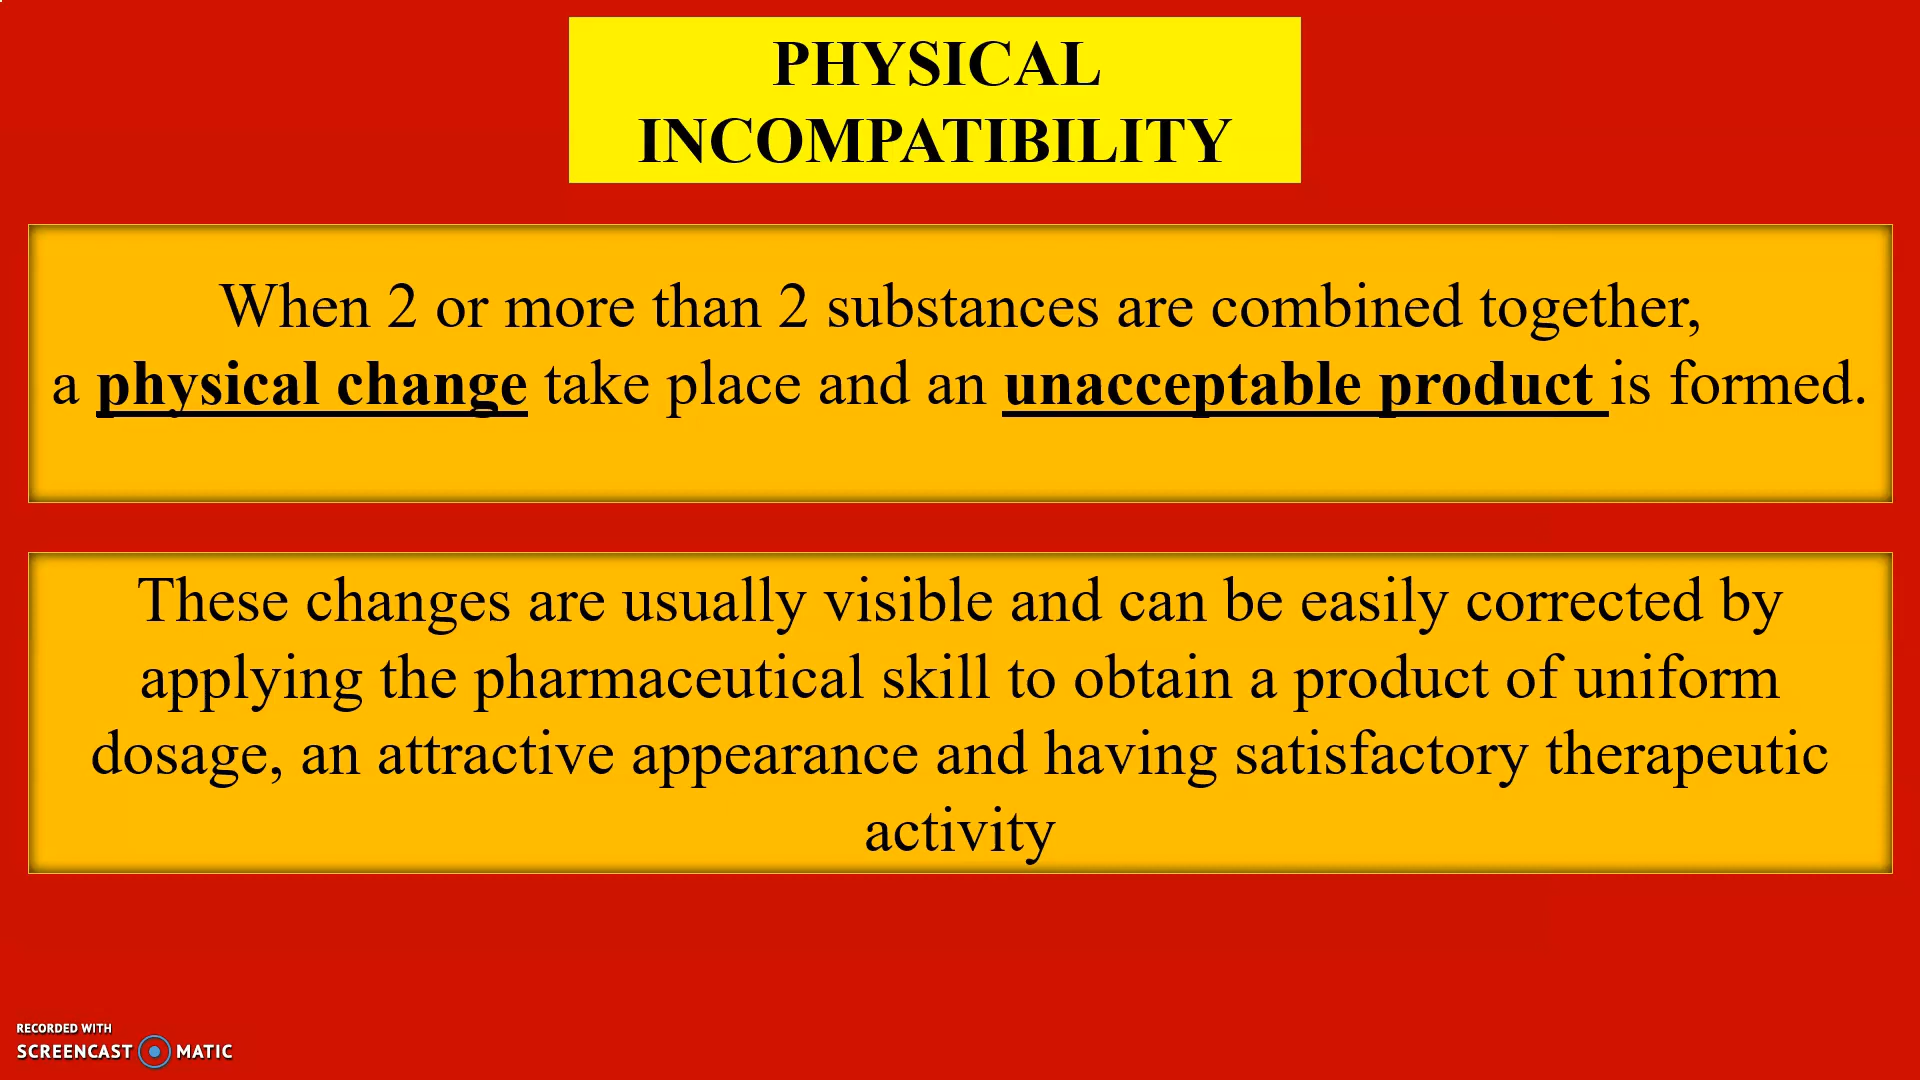 PHYSICAL
INCOMPATIBILITY
When 2 or more than 2 substances are combined together,
a physical change take place and an unacceptable product is formed.
These changes are usually visible and can be easily corrected by
applying the pharmaceutical skill to obtain a product of uniform
dosage, an attractive appearance and having satisfactory therapeutic
activity
RECORDED WITH
SCREENCAST MATIC